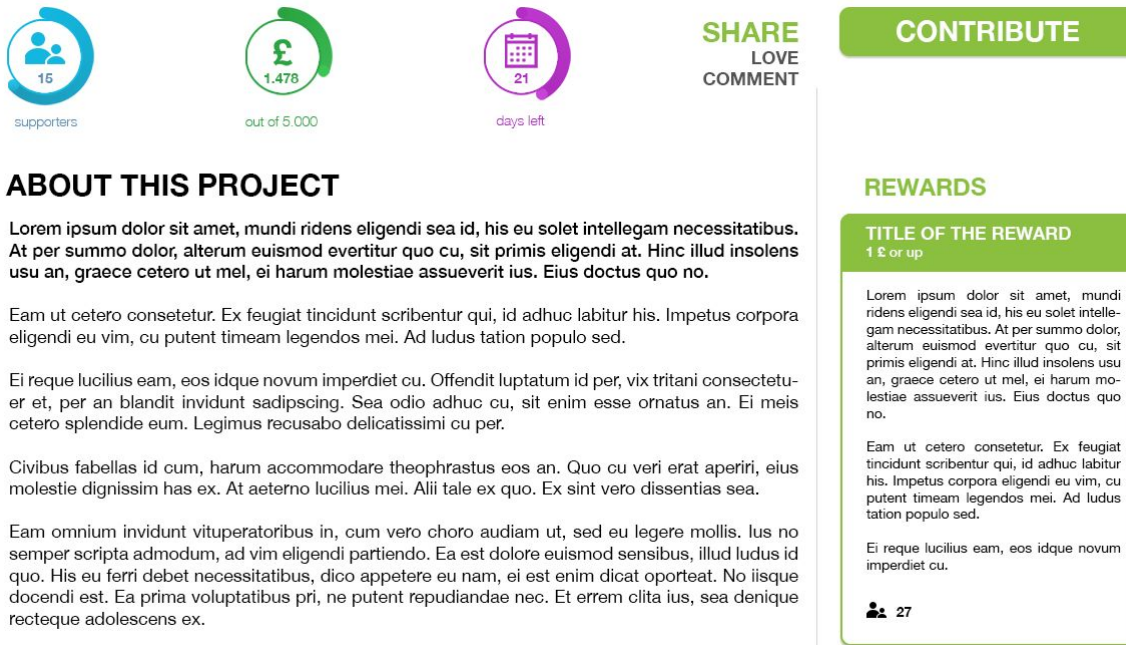 15
supporters
£
1.478
out of 5.000
21
days left
SHARE
LOVE
COMMENT
CONTRIBUTE
ABOUT THIS PROJECT
Lorem ipsum dolor sit amet, mundi ridens eligendi sea id, his eu solet intellegam necessitatibus.
At per summo dolor, alterum euismod evertitur quo cu, sit primis eligendi at. Hinc illud insolens
usu an, graece cetero ut mel, ei harum molestiae assueverit ius. Eius doctus quo no.
Eam ut cetero consetetur. Ex feugiat tincidunt scribentur qui, id adhuc labitur his. Impetus corpora
eligendi eu vim, cu putent timeam legendos mei. Ad ludus tation populo sed.
Ei reque lucilius eam, eos idque novum imperdiet cu. Offendit luptatum id per, vix tritani consectetu-
er et, per an blandit invidunt sadipscing. Sea odio adhuc cu, sit enim esse ornatus an. Ei meis
cetero splendide eum. Legimus recusabo delicatissimi cu per.
Civibus fabellas id cum, harum accommodare theophrastus eos an. Quo cu veri erat aperiri, eius
molestie dignissim has ex. At aeterno lucilius mei. Alii tale ex quo. Ex sint vero dissentias sea.
Eam omnium invidunt vituperatoribus in, cum vero choro audiam ut, sed eu legere mollis. Ius no
semper scripta admodum, ad vim eligendi partiendo. Ea est dolore euismod sensibus, illud ludus id
quo. His eu ferri debet necessitatibus, dico appetere eu nam, ei est enim dicat oporteat. No iisque
docendi est. Ea prima voluptatibus pri, ne putent repudiandae nec. Et errem clita ius, sea denique
recteque adolescens ex.
REWARDS
TITLE OF THE REWARD
1 £ or up
Lorem ipsum dolor sit amet, mundi
ridens eligendi sea id, his eu solet intelle-
gam necessitatibus. At per summo dolor,
alterum euismod evertitur quo cu, sit
primis eligendi at. Hinc illud insolens usu
an, graece cetero ut mel, ei harum mo-
lestiae assueverit ius. Eius doctus quo
no.
Eam ut cetero consetetur. Ex feugiat
tincidunt scribentur qui, id adhuc labitur
his. Impetus corpora eligendi eu vim, cu
putent timeam legendos mei. Ad ludus
tation populo sed.
Ei reque lucilius eam, eos idque novum
imperdiet cu.
27